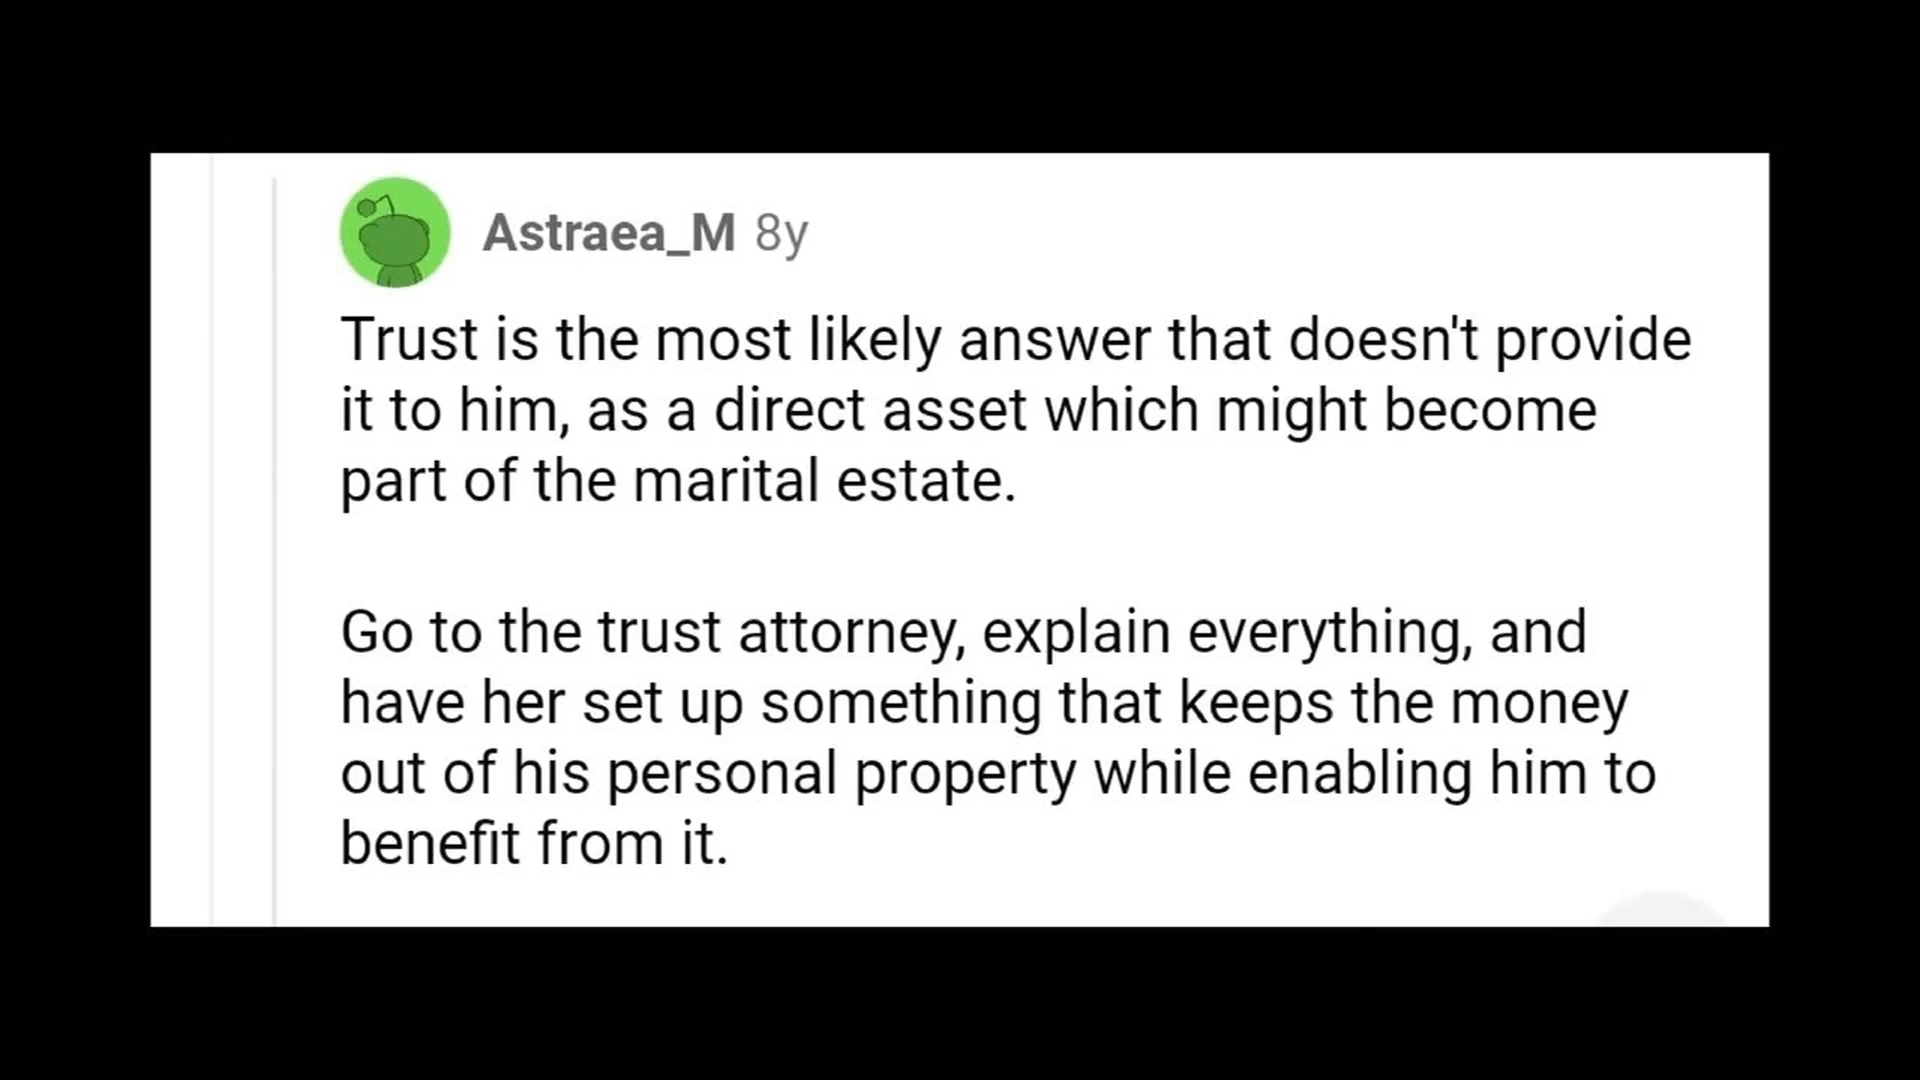 Astraea_M 8y
Trust is the most likely answer that doesn't provide
it to him, as a direct asset which might become
part of the marital estate.
Go to the trust attorney, explain everything, and
have her set up something that keeps the money
out of his personal property while enabling him to
benefit from it.